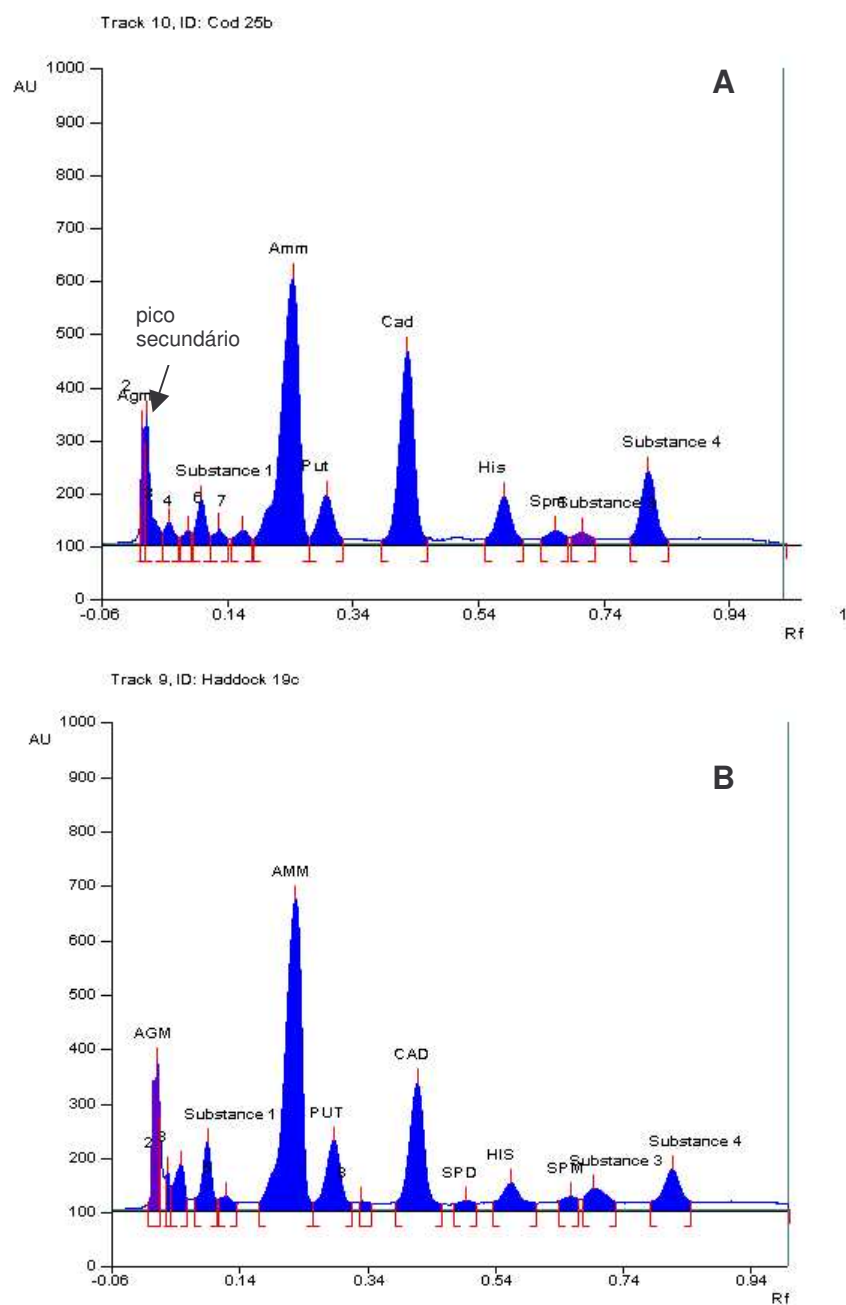 Track 10, ID: Cod 25b
1000
AU
A
900
800
700
Amm
600
pico
secundário
Cad
500
400
2
Agm
300
Substance 1
Put
His
Substance 4
200
3
4
6
7
Spm
Substance
100
0
-0.06
0.14
0.34
0.54
0.74
0.94
1
Rf
Track 9, ID: Haddock 19c
1000
AU
B
900
800
700
AMM
600
500
400
AGM
CAD
300
Substance 1
PUT
200
2
3
8
SPD
HIS
SPM
Substance 3
Substance 4
100
0
-0.06
0.14
0.34
0.54
0.74
0.94
Rf